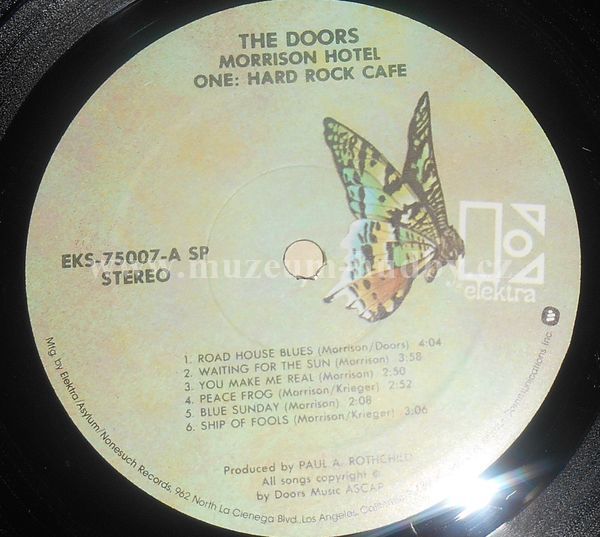 THE DOORS
MORRISON HOTEL
ONE: HARD ROCK CAFE
EKS-75007-A SP
STEREO
elektra
1. ROAD HOUSE BLUES (Morrison/Doors) 4:04
2. WAITING FOR THE SUN (Morrison) 3:58
3. YOU MAKE ME REAL (Morrison) 2:50
4. PEACE FROG (Morrison/Krieger) 2:52
5. BLUE SUNDAY (Morrison) 2:08
6. SHIP OF FOOLS (Morrison/Krieger) 3:06
Produced by PAUL A. ROTHCHILD
All songs copyright ©
by Doors Music ASCAP
Mfg. by Elektra/Asylum/Nonesuch Records, 962 North La Cienega Blvd., Los Angeles, Communications Inc.